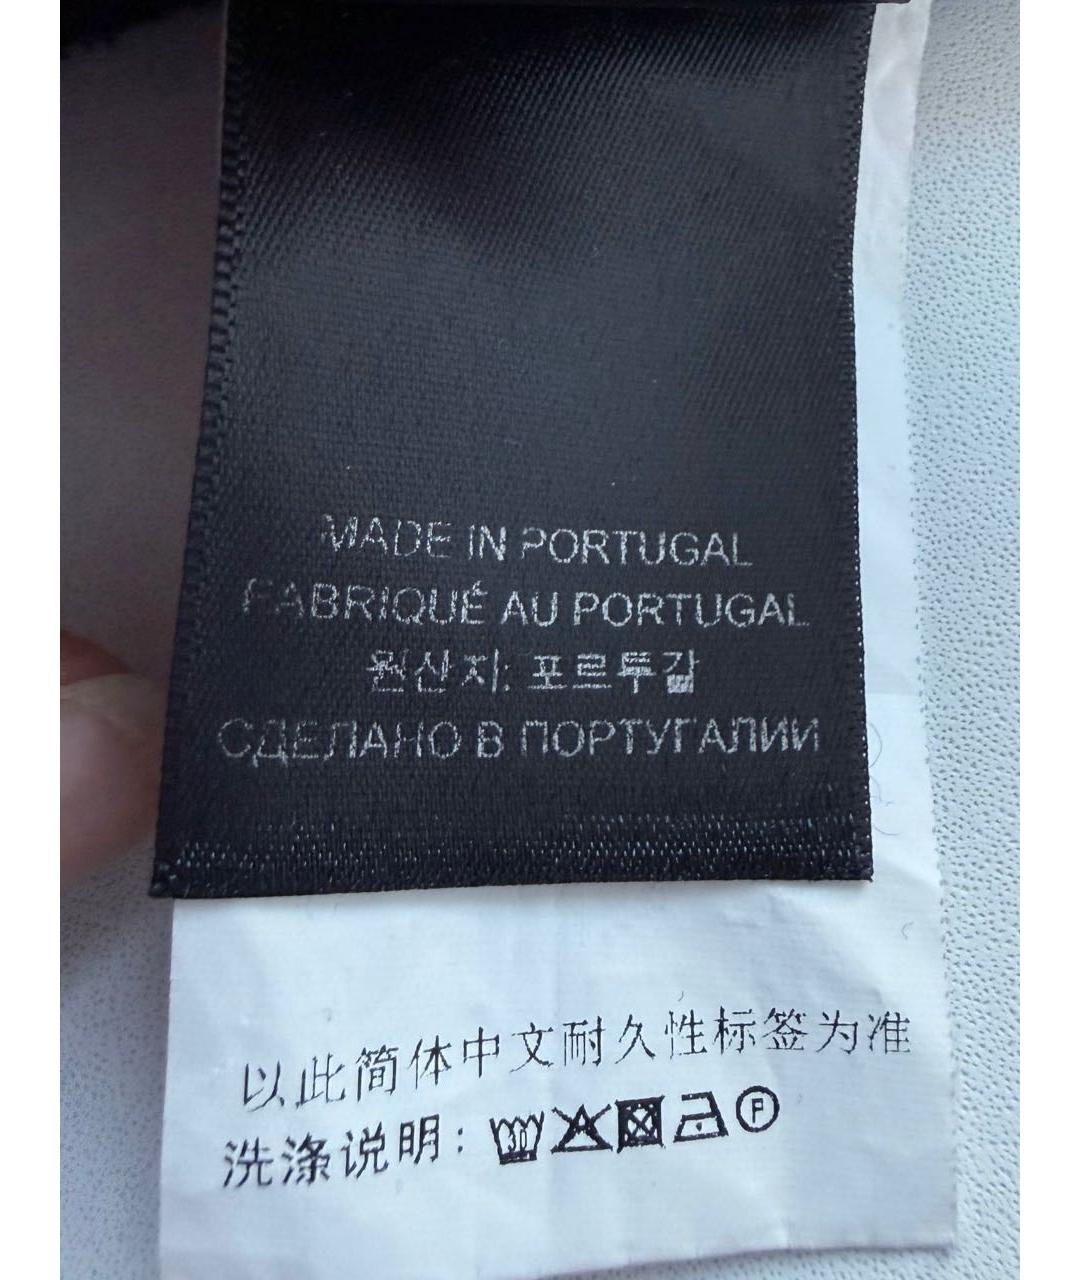 MADE IN PORTUGAL
FABRIQUÉ AU PORTUGAL
원산지: 포르투갈
СДЕЛАНО В ПОРТУГАЛИИ
以此简体中文耐久性标签为准
洗涤说明: 30 P